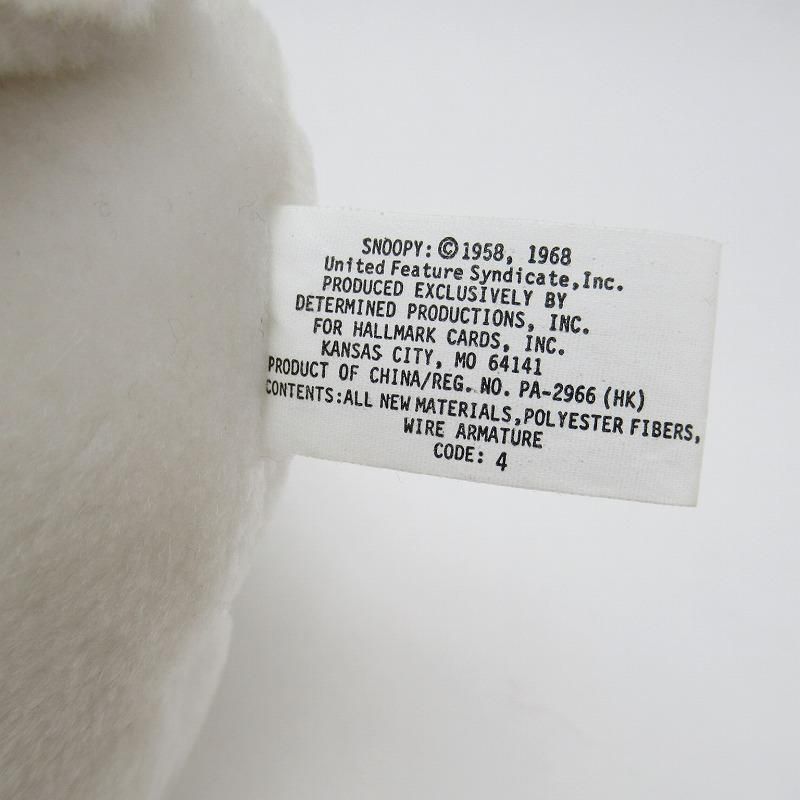 SNOOPY: ©1958, 1968
United Feature Syndicate,Inc.
PRODUCED EXCLUSIVELY BY
DETERMINED PRODUCTIONS, INC.
FOR HALLMARK CARDS, INC.
KANSAS CITY, MO 64141
PRODUCT OF CHINA/REG. NO. PA-2966 (HK)
CONTENTS:ALL NEW MATERIALS,POLYESTER FIBERS,
WIRE ARMATURE
CODE: 4